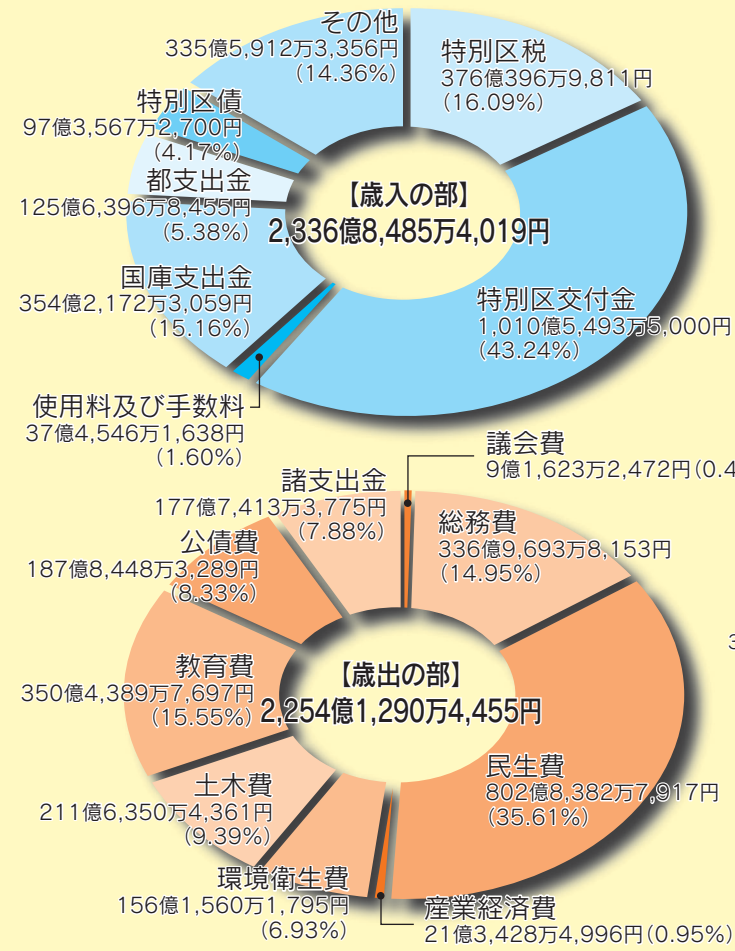 その他
335億5,912万3,356円
(14.36%)
特別区税
376億396万9,811円
(16.09%)
特別区債
97億3,567万2,700円
(4.17%)
都支出金
125億6,396万8,455円
(5.38%)
【歳入の部】
2,336億8,485万4,019円
国庫支出金
354億2,172万3,059円
(15.16%)
特別区交付金
1,010億5,493万5,000円
(43.24%)
使用料及び手数料
37億4,546万1,638円
(1.60%)
議会費
9億1,623万2,472円(0.4
諸支出金
177億7,413万3,775円
(7.88%)
総務費
336億9,693万8,153円
(14.95%)
公債費
187億8,448万3,289円
(8.33%)
3
教育費
350億4,389万7,697円
(15.55%)
【歳出の部】
2,254億1,290万4,455円
民生費
802億8,382万7,917円
(35.61%)
土木費
211億6,350万4,361円
(9.39%)
環境衛生費
156億1,560万1,795円
(6.93%)
産業経済費
21億3,428万4,996円(0.95%)